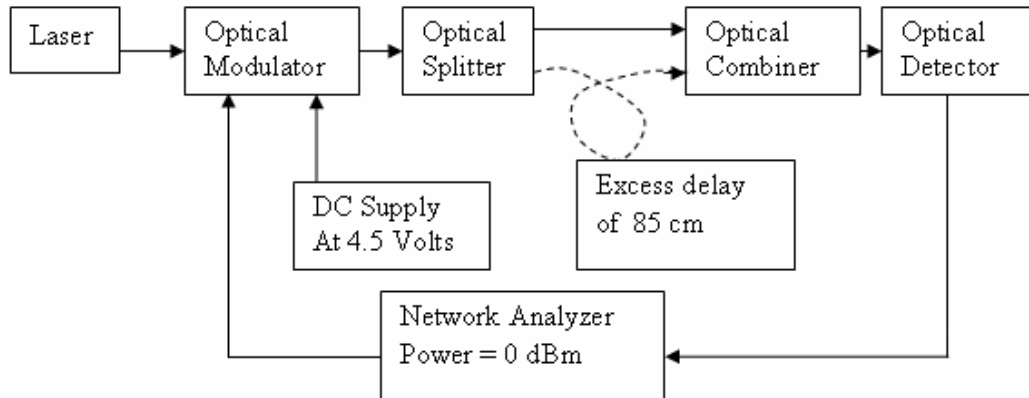 Laser
Optical
Modulator
Optical
Splitter
Optical
Combiner
Optical
Detector
DC Supply
At 4.5 Volts
Excess delay
of 85 cm
Network Analyzer
Power = 0 dBm